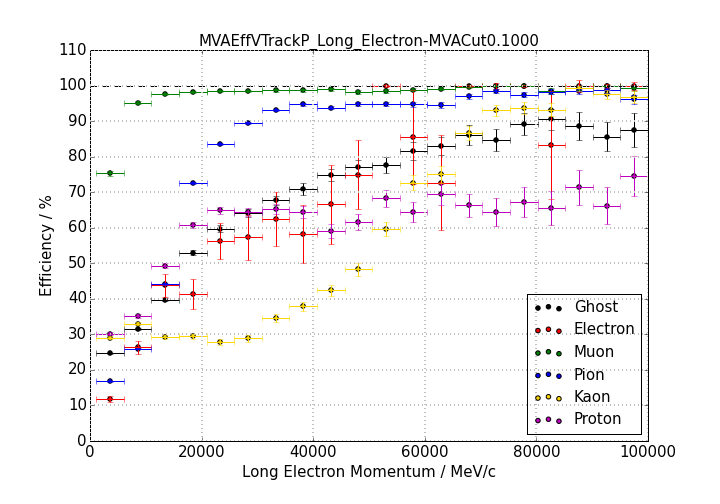 MVAEffVTrackP_Long_Electron-MVACut0.1000
Efficiency / %
110
100
90
80
70
60
50
40
30
20
10
0
0 20000 40000 60000 80000 100000
Long Electron Momentum / MeV/c
Ghost
Electron
Muon
Pion
Kaon
Proton